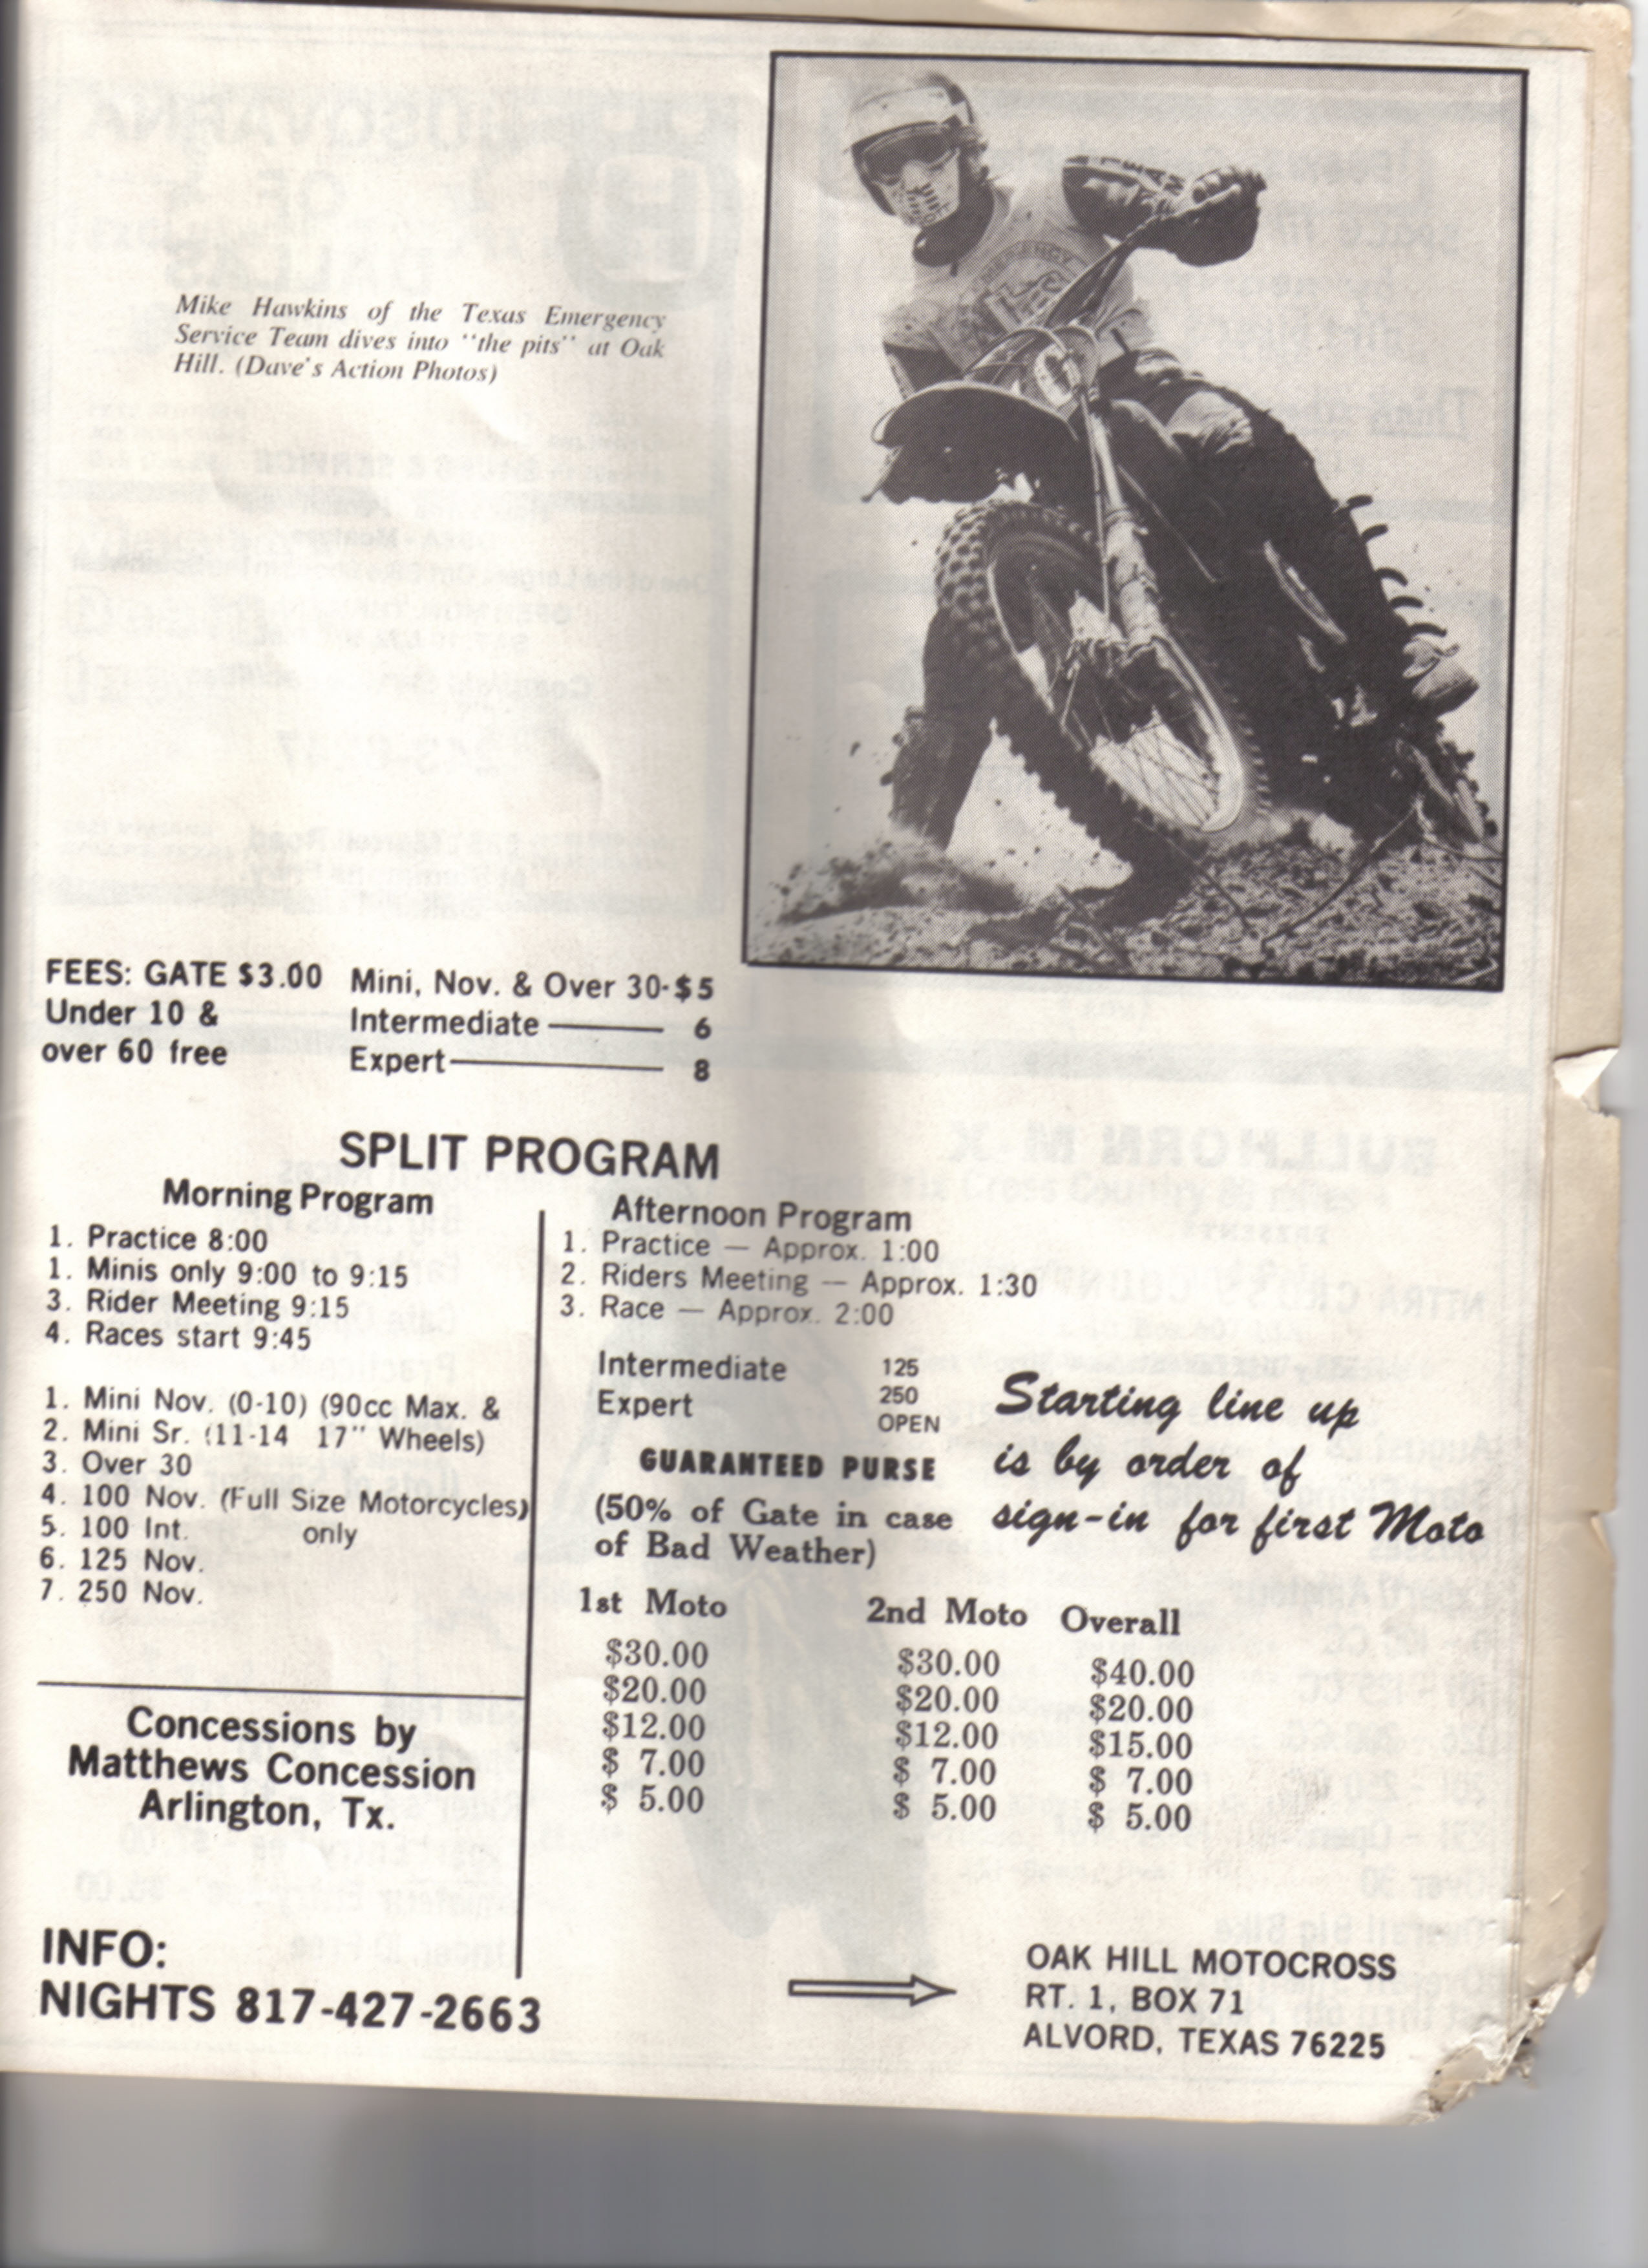 Mike Hawkins of the Texas Emergency
Service Team dives into "the pits" at Oak
Hill. (Dave's Action Photos)
FEES: GATE $3.00
Under 10 &
over 60 free
Mini, Nov. & Over 30-$5
Intermediate 6
Expert 8
SPLIT PROGRAM
Morning Program
1. Practice 8:00
1. Minis only 9:00 to 9:15
3. Rider Meeting 9:15
4. Races start 9:45
1. Mini Nov. (0-10) (90cc Max. &
2. Mini Sr. (11-14 17" Wheels)
3. Over 30
4. 100 Nov. (Full Size Motorcycles)
5. 100 Int. only
6. 125 Nov.
7. 250 Nov.
Concessions by
Matthews Concession
Arlington, Tx.
INFO:
NIGHTS 817-427-2663
Afternoon Program
1. Practice — Approx. 1:00
2. Riders Meeting — Approx. 1:30
3. Race — Approx. 2:00
Intermediate 125
Expert 250
OPEN
GUARANTEED PURSE
(50% of Gate in case
of Bad Weather)
Starting line up
is by order of
sign-in for first Moto
1st Moto 2nd Moto Overall
$30.00 $30.00 $40.00
$20.00 $20.00 $20.00
$12.00 $12.00 $15.00
$ 7.00 $ 7.00 $ 7.00
$ 5.00 $ 5.00 $ 5.00
OAK HILL MOTOCROSS
RT. 1, BOX 71
ALVORD, TEXAS 76225